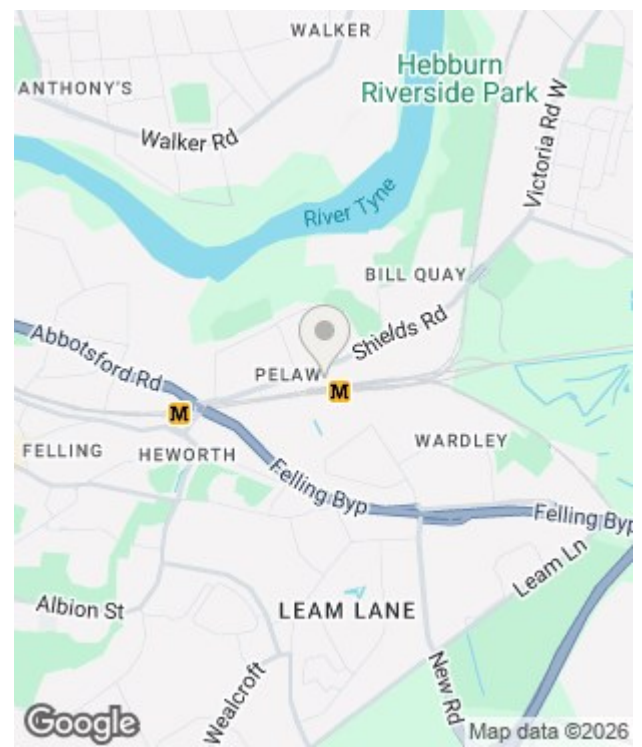 WALKER
ANTHONY'S
Hebburn
Riverside Park
Walker Rd
Victoria Rd W
River Tyne
BILL QUAY
Shields Rd
Abbotsford Rd
PELAW
M
M
FELLING
HEWORTH
WARDLEY
Felling Byp
Felling Byp
Leam Ln
Albion St
LEAM LANE
New Rd
Wealcroft
Google
Map data ©2026